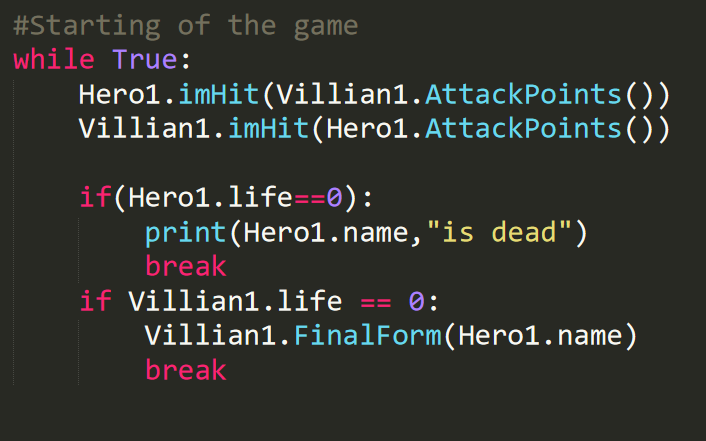 #Starting of the game
while True:
    Hero1.imHit(Villian1.AttackPoints())
    Villian1.imHit(Hero1.AttackPoints())

    if(Hero1.life==0):
        print(Hero1.name,"is dead")
        break
    if Villian1.life == 0:
        Villian1.FinalForm(Hero1.name)
        break